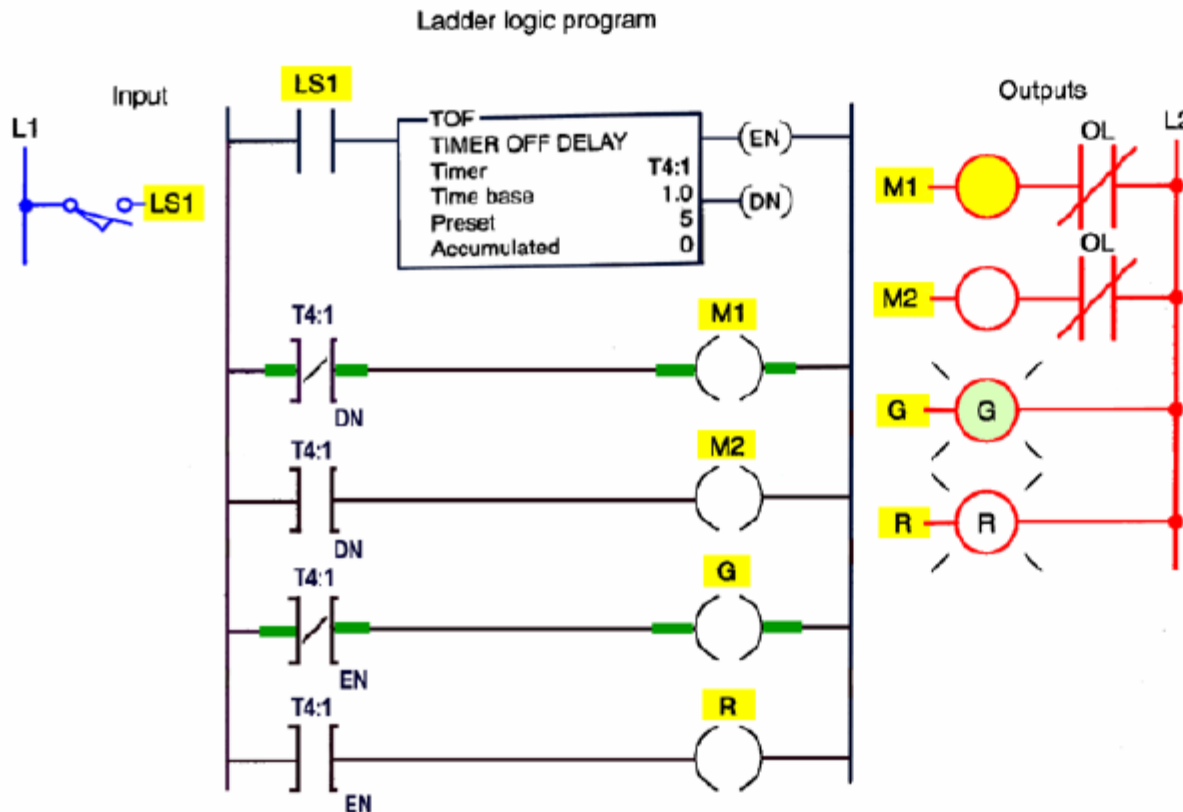 Ladder logic program
Input
L1
LS1
LS1
TOF
TIMER OFF DELAY
Timer T4:1
Time base 1.0
Preset 5
Accumulated 0
(EN)
(DN)
T4:1
DN
M1
T4:1
DN
M2
T4:1
EN
G
T4:1
EN
R
Outputs
L2
OL
M1
OL
M2
G G
R R